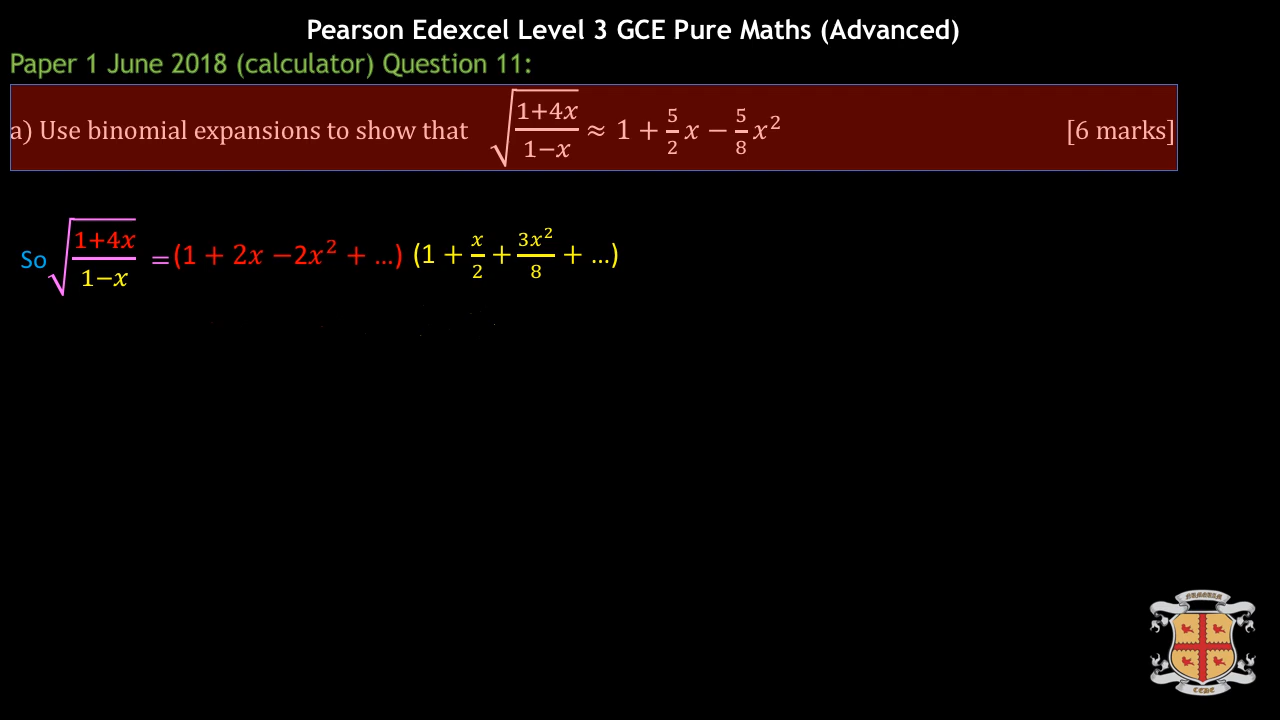 Pearson Edexcel Level 3 GCE Pure Maths (Advanced)
Paper 1 June 2018 (calculator) Question 11:
a) Use binomial expansions to show that √((1+4x)/(1−x)) ≈ 1 + 5/2 x − 5/8 x² [6 marks]
So √((1+4x)/(1−x)) = (1 + 2x −2x² + ...) (1 + x/2 + 3x²/8 + ...)
NUMQUAM
CEDE